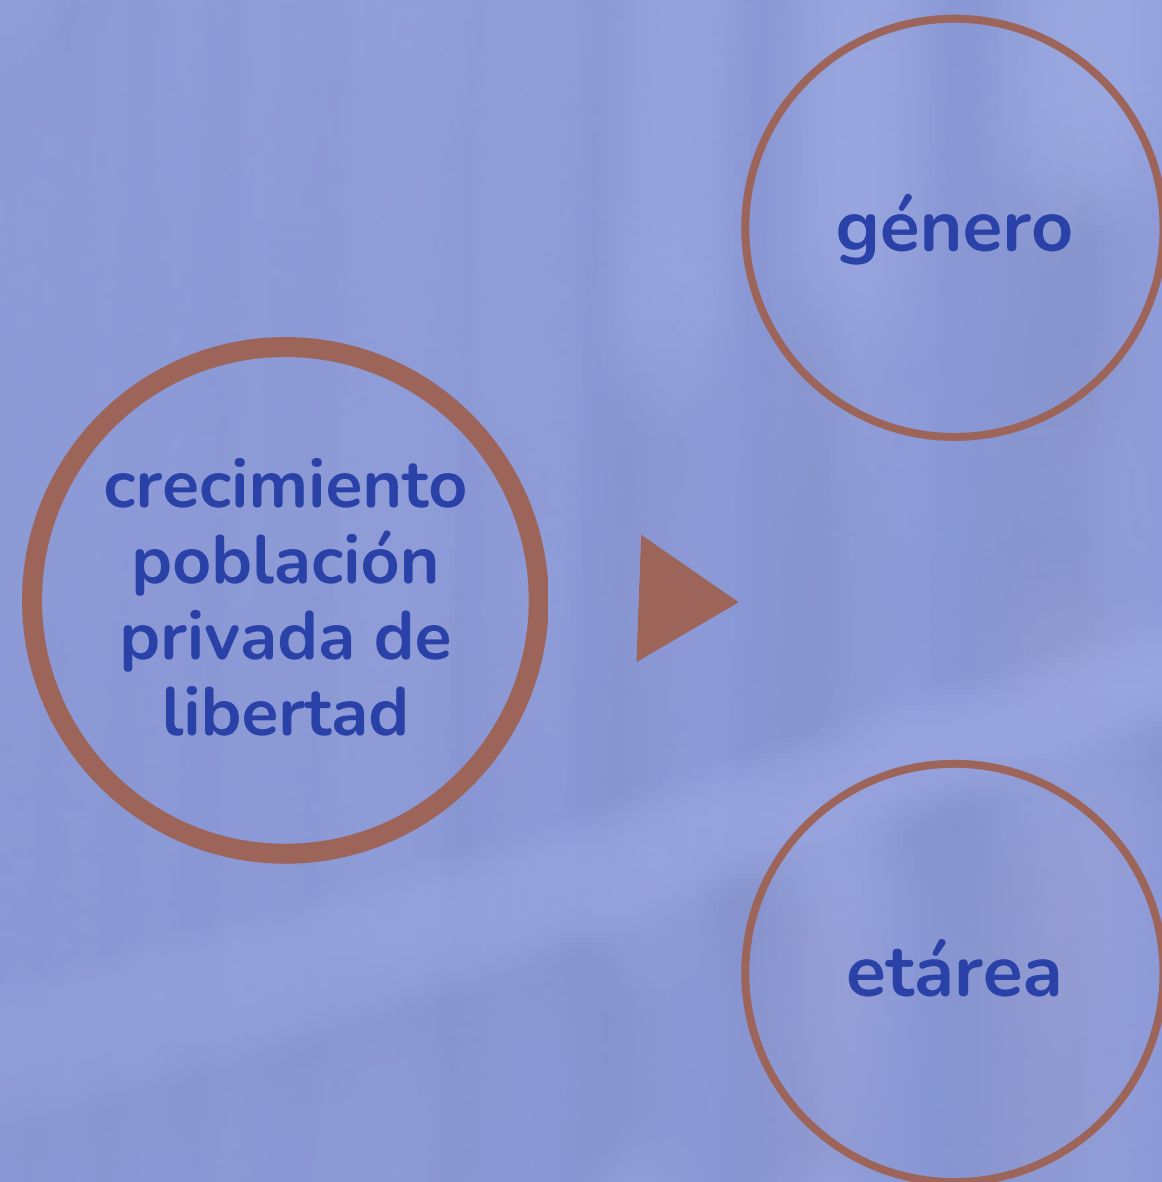 género
crecimiento
población
privada de
libertad
etárea